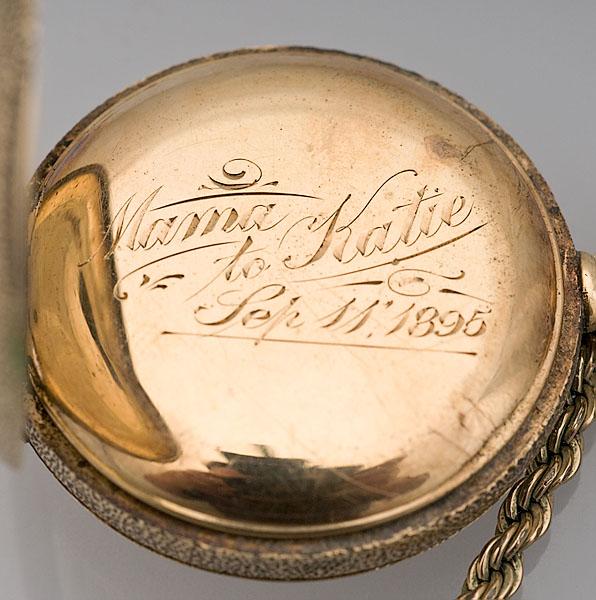 Mama
to Katie
Sep 11, 1895